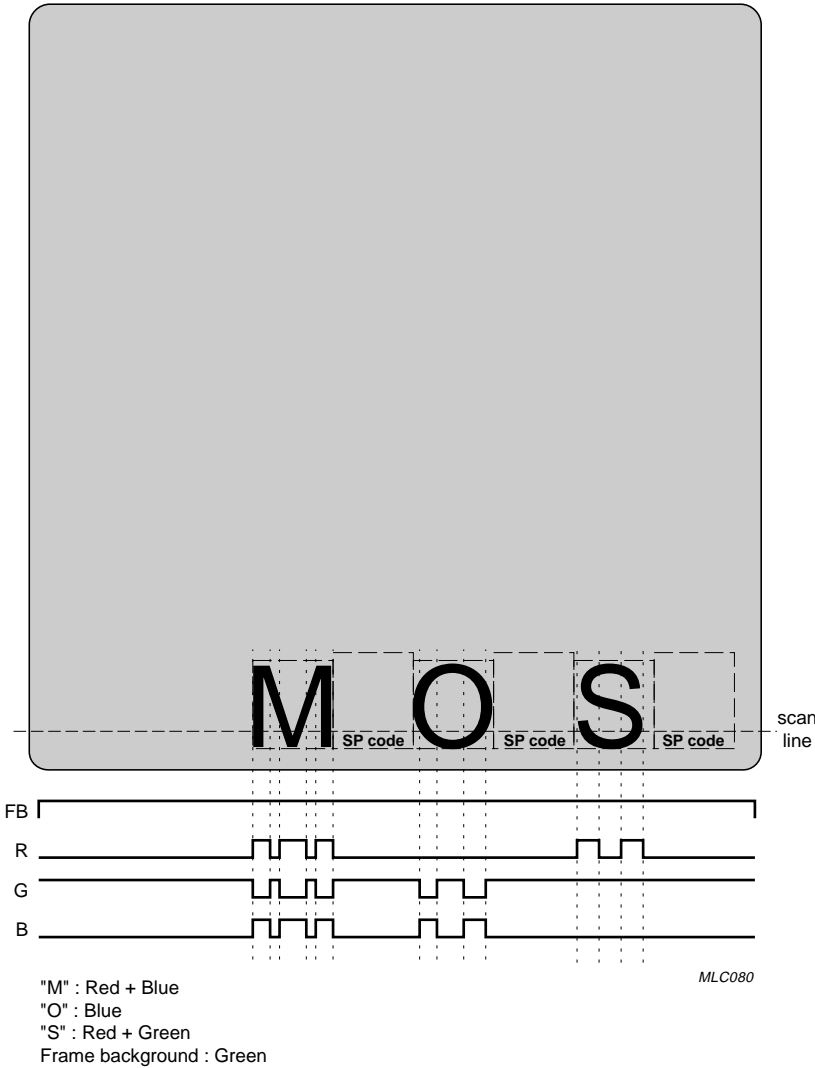 M SP code O SP code S SP code
scan
line
FB
R
G
B
MLC080
"M" : Red + Blue
"O" : Blue
"S" : Red + Green
Frame background : Green